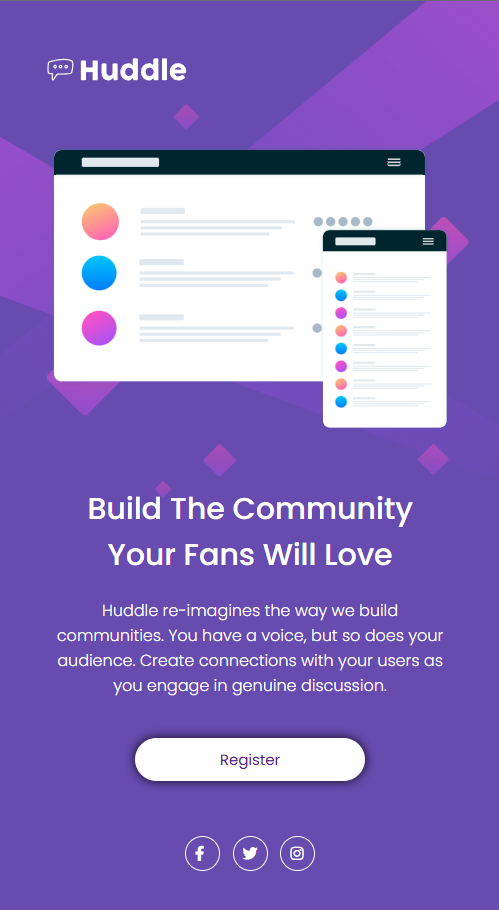 Huddle
Build The Community
Your Fans Will Love
Huddle re-imagines the way we build
communities. You have a voice, but so does your
audience. Create connections with your users as
you engage in genuine discussion.
Register